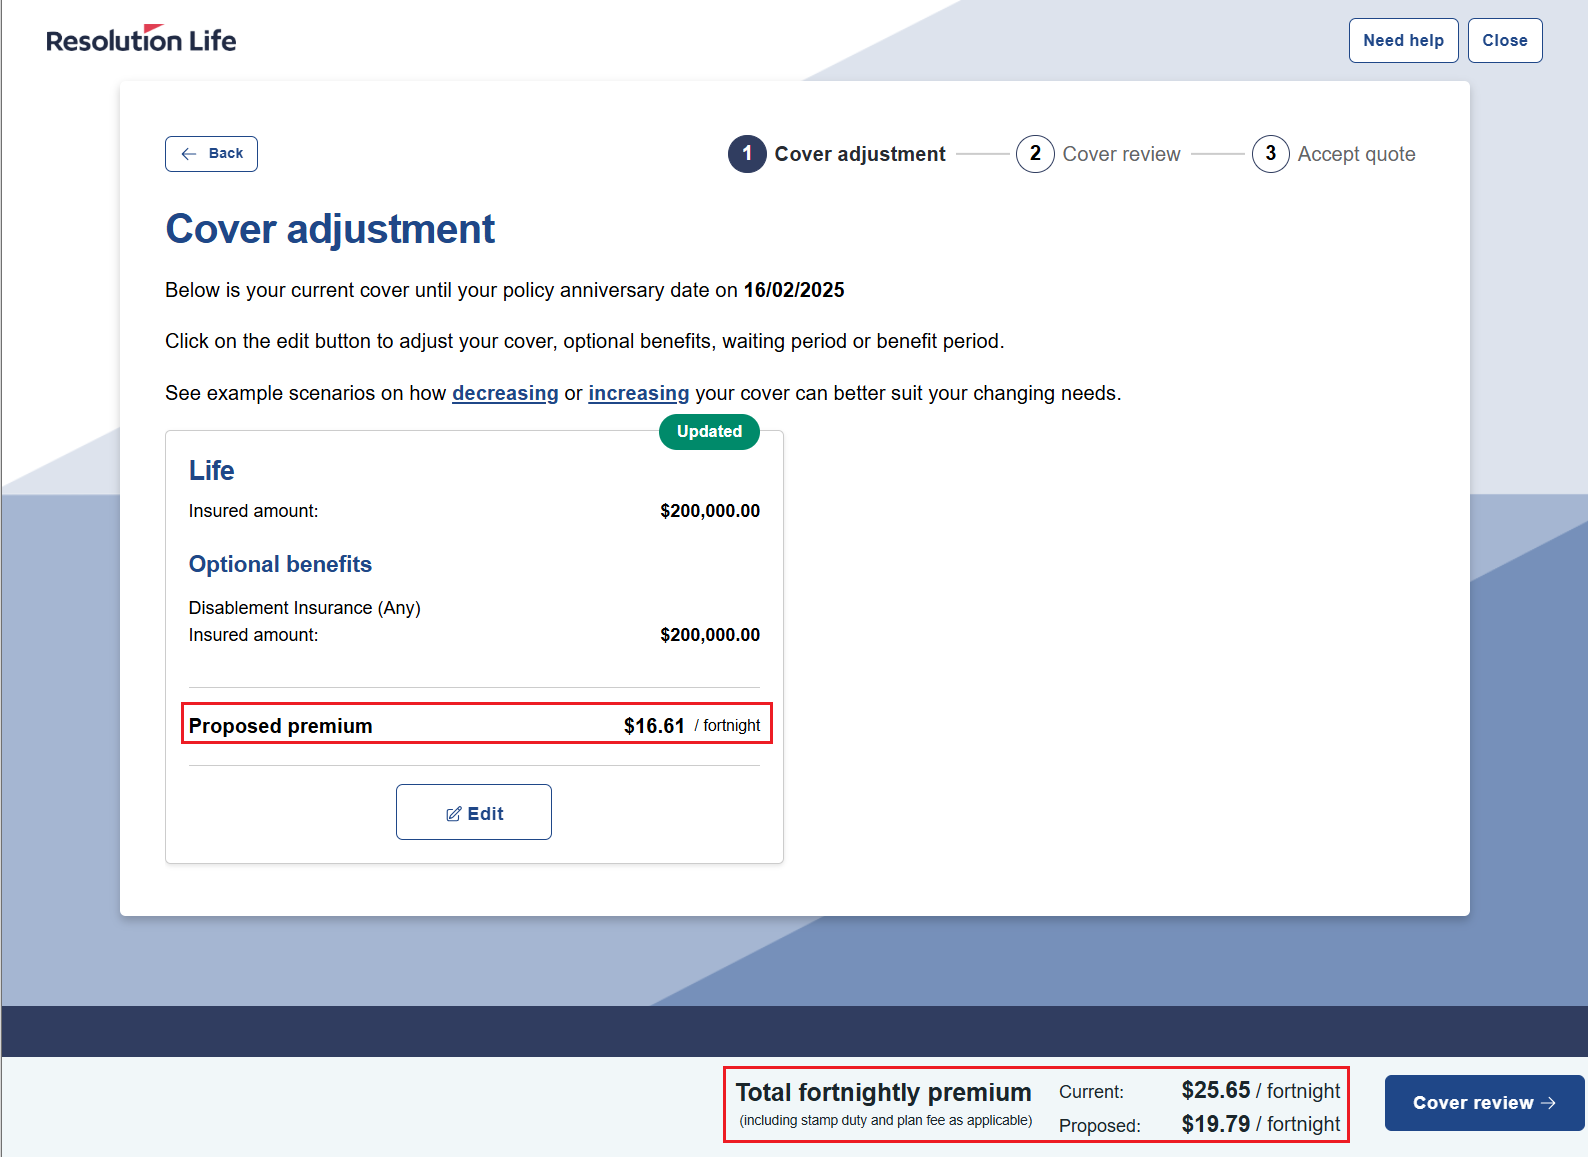 Resolution Life
Need help
Close
Back
1 Cover adjustment
2 Cover review
3 Accept quote
Cover adjustment
Below is your current cover until your policy anniversary date on 16/02/2025
Click on the edit button to adjust your cover, optional benefits, waiting period or benefit period.
See example scenarios on how decreasing or increasing your cover can better suit your changing needs.
Updated
Life
Insured amount: $200,000.00
Optional benefits
Disablement Insurance (Any)
Insured amount: $200,000.00
Proposed premium $16.61 / fortnight
Edit
Total fortnightly premium
(including stamp duty and plan fee as applicable)
Current: $25.65 / fortnight
Proposed: $19.79 / fortnight
Cover review